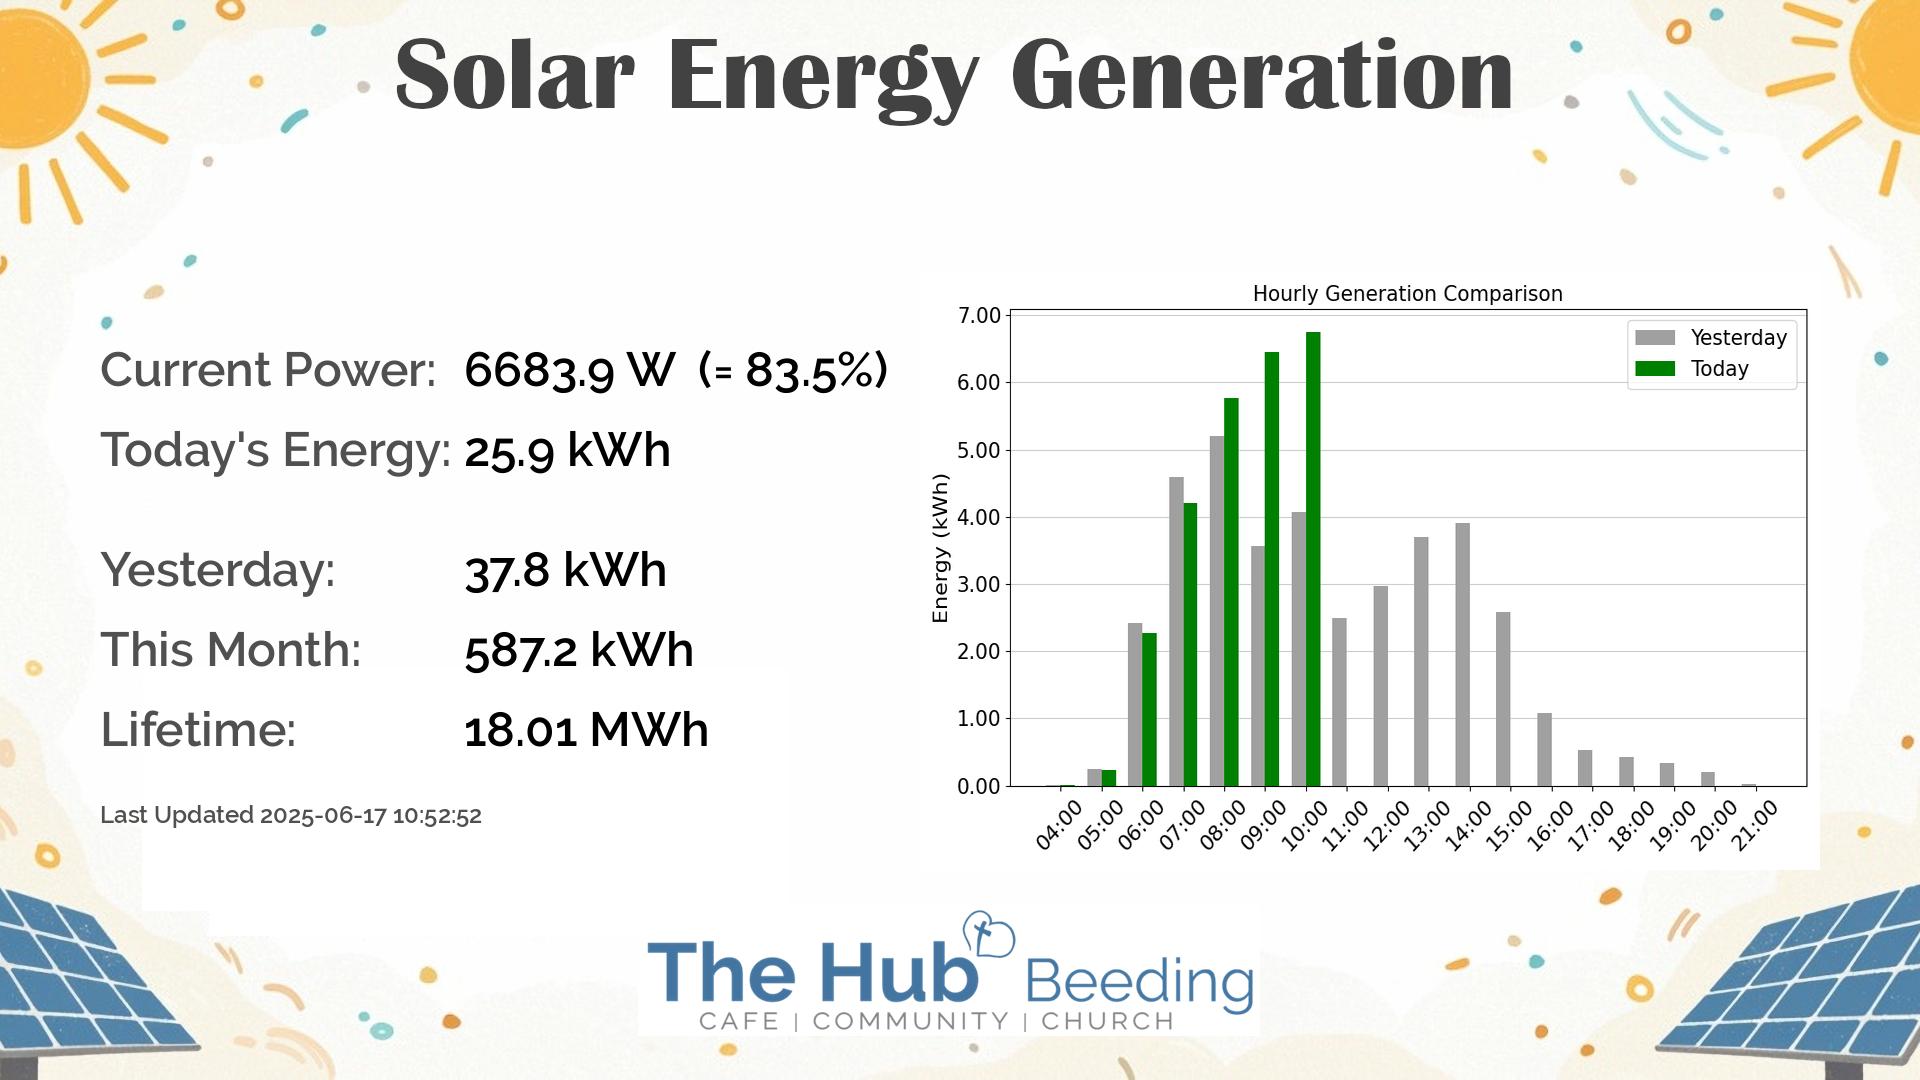 Solar Energy Generation
Current Power: 6683.9 W (= 83.5%)
Today's Energy: 25.9 kWh
Yesterday: 37.8 kWh
This Month: 587.2 kWh
Lifetime: 18.01 MWh
Last Updated 2025-06-17 10:52:52
Hourly Generation Comparison
Yesterday
Today
Energy (kWh)
7.00
6.00
5.00
4.00
3.00
2.00
1.00
0.00
04:00 05:00 06:00 07:00 08:00 09:00 10:00 11:00 12:00 13:00 14:00 15:00 16:00 17:00 18:00 19:00 20:00 21:00
The Hub Beeding
CAFE | COMMUNITY | CHURCH